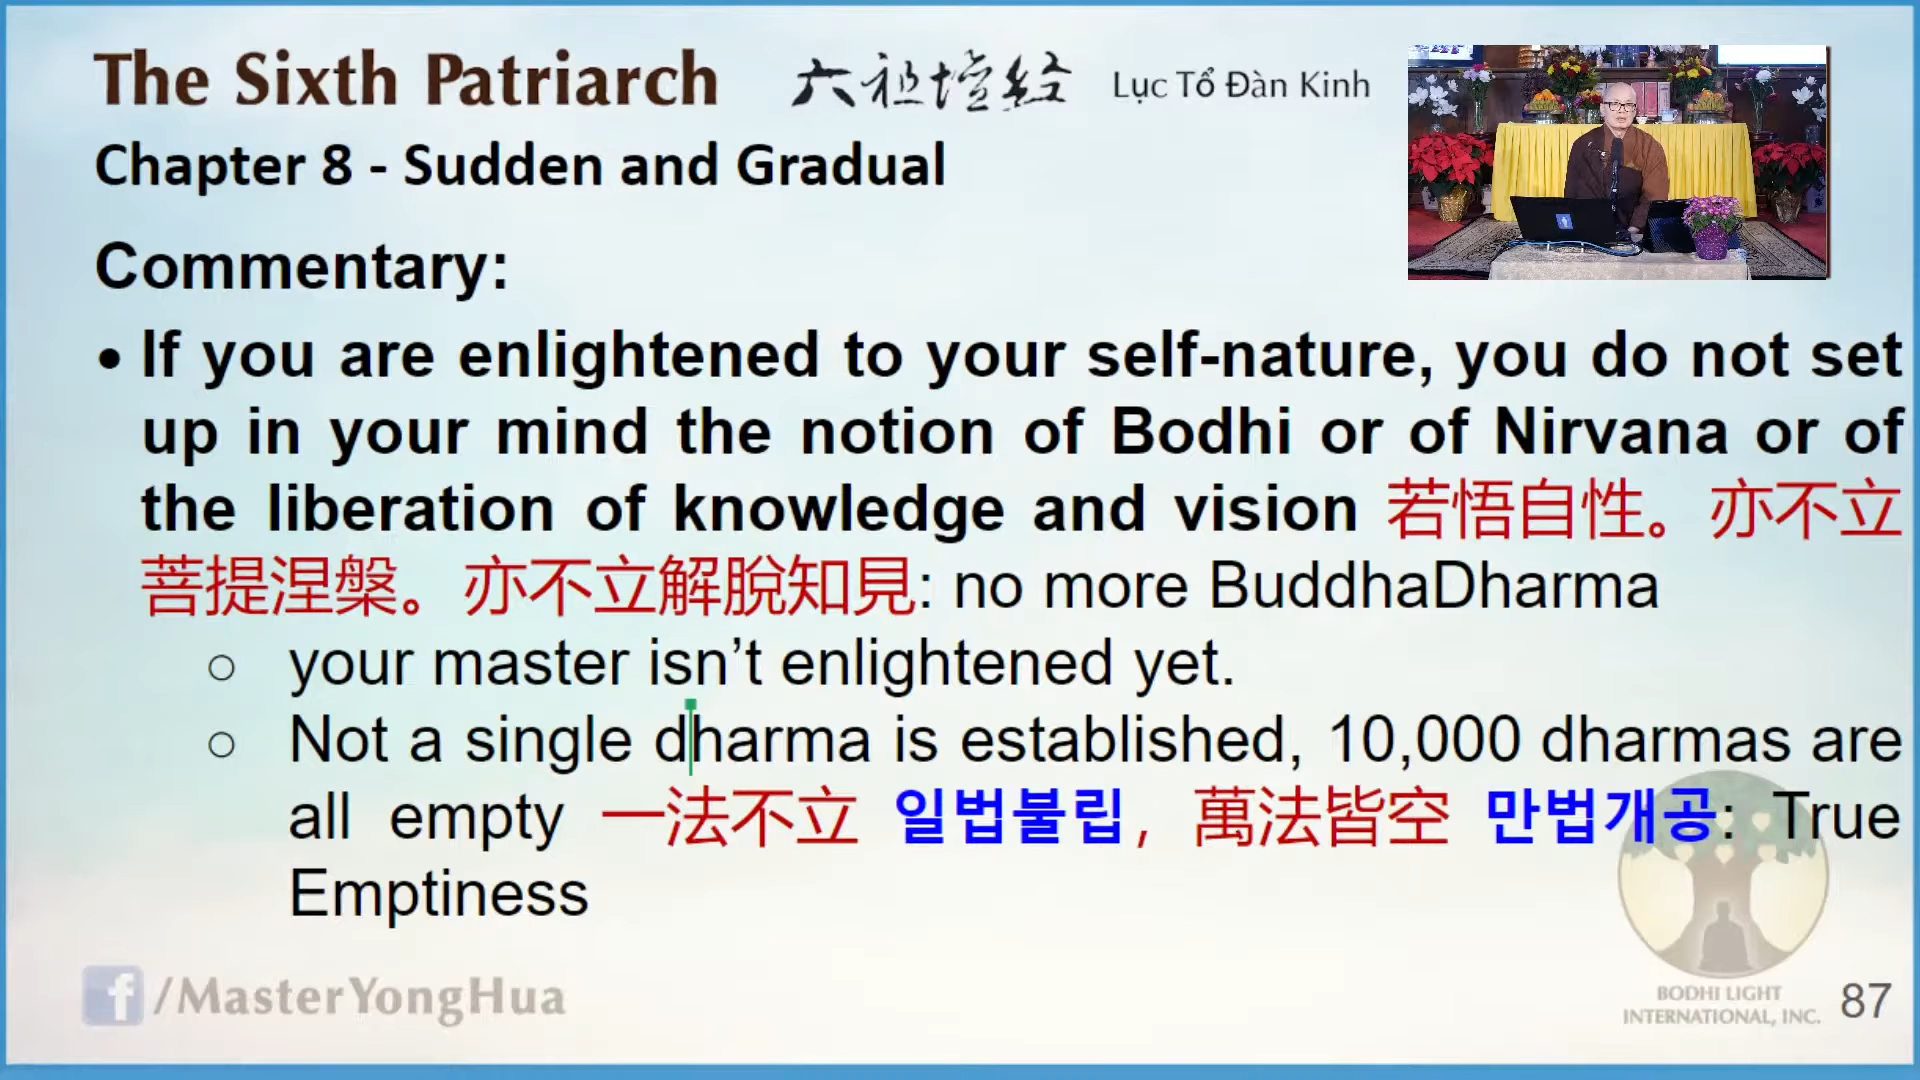 The Sixth Patriarch 六祖壇經 Lục Tổ Đàn Kinh
Chapter 8 - Sudden and Gradual
Commentary:
• If you are enlightened to your self-nature, you do not set
up in your mind the notion of Bodhi or of Nirvana or of
the liberation of knowledge and vision 若悟自性。亦不立
菩提涅槃。亦不立解脫知見: no more BuddhaDharma
○ your master isn’t enlightened yet.
○ Not a single dharma is established, 10,000 dharmas are
all empty 一法不立 일법불립, 萬法皆空 만법개공: True
Emptiness
f/MasterYongHua
BODHI LIGHT
INTERNATIONAL, INC.
87